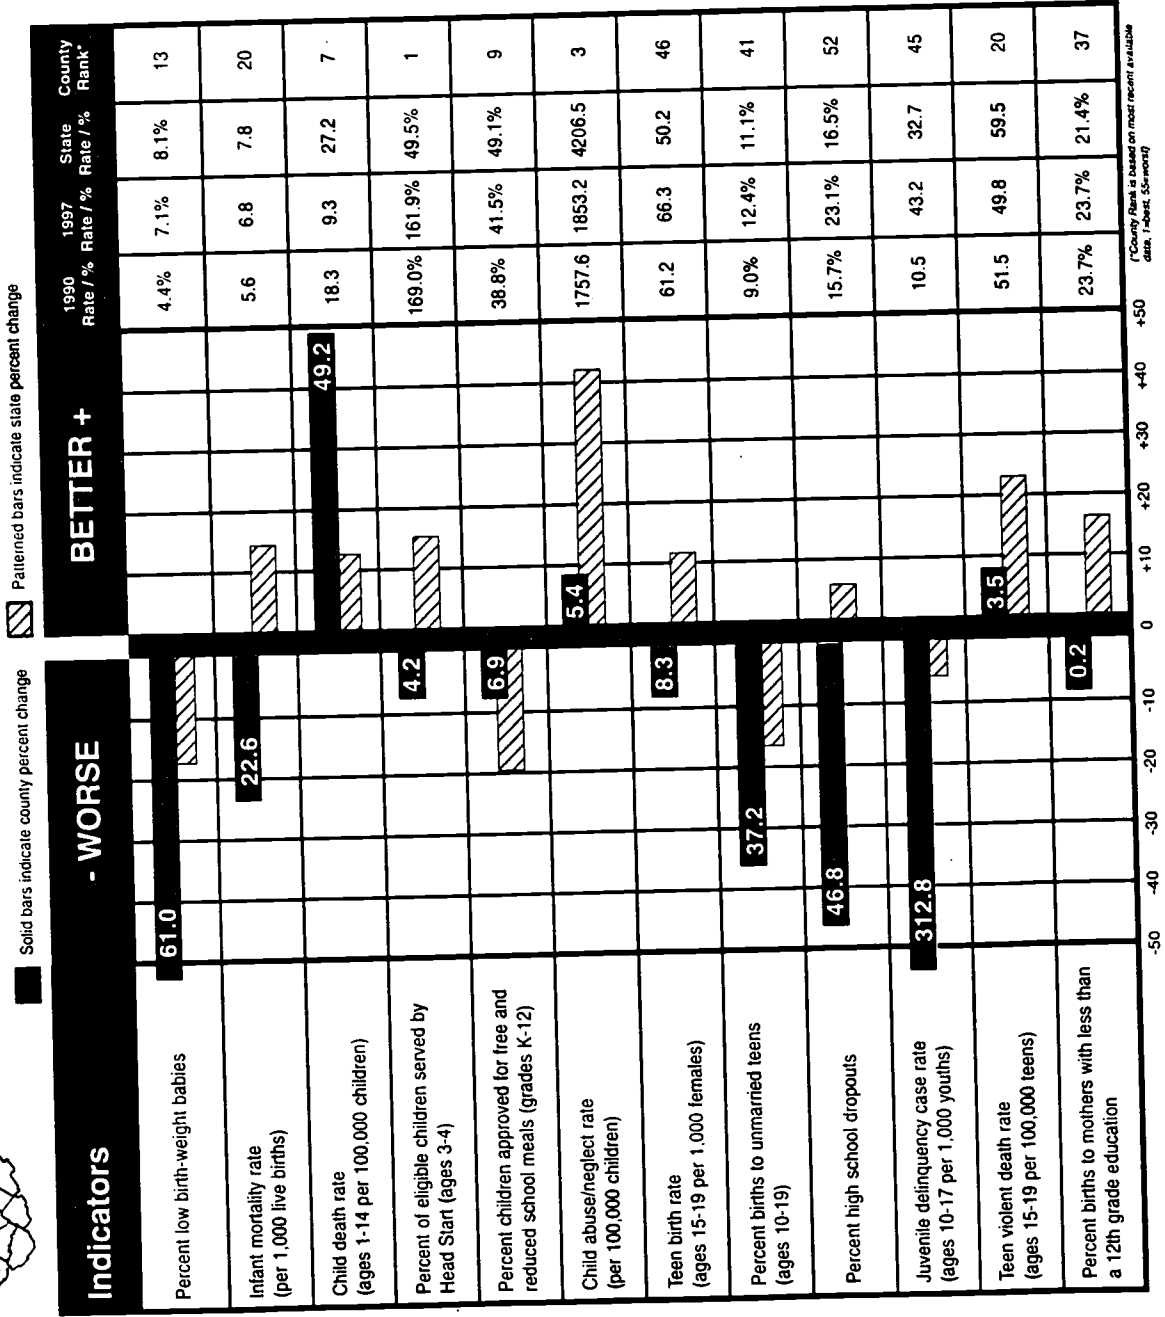 Solid bars indicate county percent change
Patterned bars indicate state percent change
Indicators
- WORSE
BETTER +
1990
Rate / %
1997
Rate / %
State
Rate / %
County
Rank*
Percent low birth-weight babies
61.0
4.4%
7.1%
8.1%
13
Infant mortality rate
(per 1,000 live births)
22.6
5.6
6.8
7.8
20
Child death rate
(ages 1-14 per 100,000 children)
49.2
18.3
9.3
27.2
7
Percent of eligible children served by
Head Start (ages 3-4)
4.2
169.0%
161.9%
49.5%
1
Percent children approved for free and
reduced school meals (grades K-12)
6.9
38.8%
41.5%
49.1%
9
Child abuse/neglect rate
(per 100,000 children)
5.4
1757.6
1853.2
4206.5
3
Teen birth rate
(ages 15-19 per 1,000 females)
8.3
61.2
66.3
50.2
46
Percent births to unmarried teens
(ages 10-19)
37.2
9.0%
12.4%
11.1%
41
Percent high school dropouts
46.8
15.7%
23.1%
16.5%
52
Juvenile delinquency case rate
(ages 10-17 per 1,000 youths)
312.8
10.5
43.2
32.7
45
Teen violent death rate
(ages 15-19 per 100,000 teens)
3.5
51.5
49.8
59.5
20
Percent births to mothers with less than
a 12th grade education
0.2
23.7%
23.7%
21.4%
37
-50
-40
-30
-20
-10
0
+10
+20
+30
+40
+50
(*County Rank is based on most recent available
data, 1=best, 55=worst)